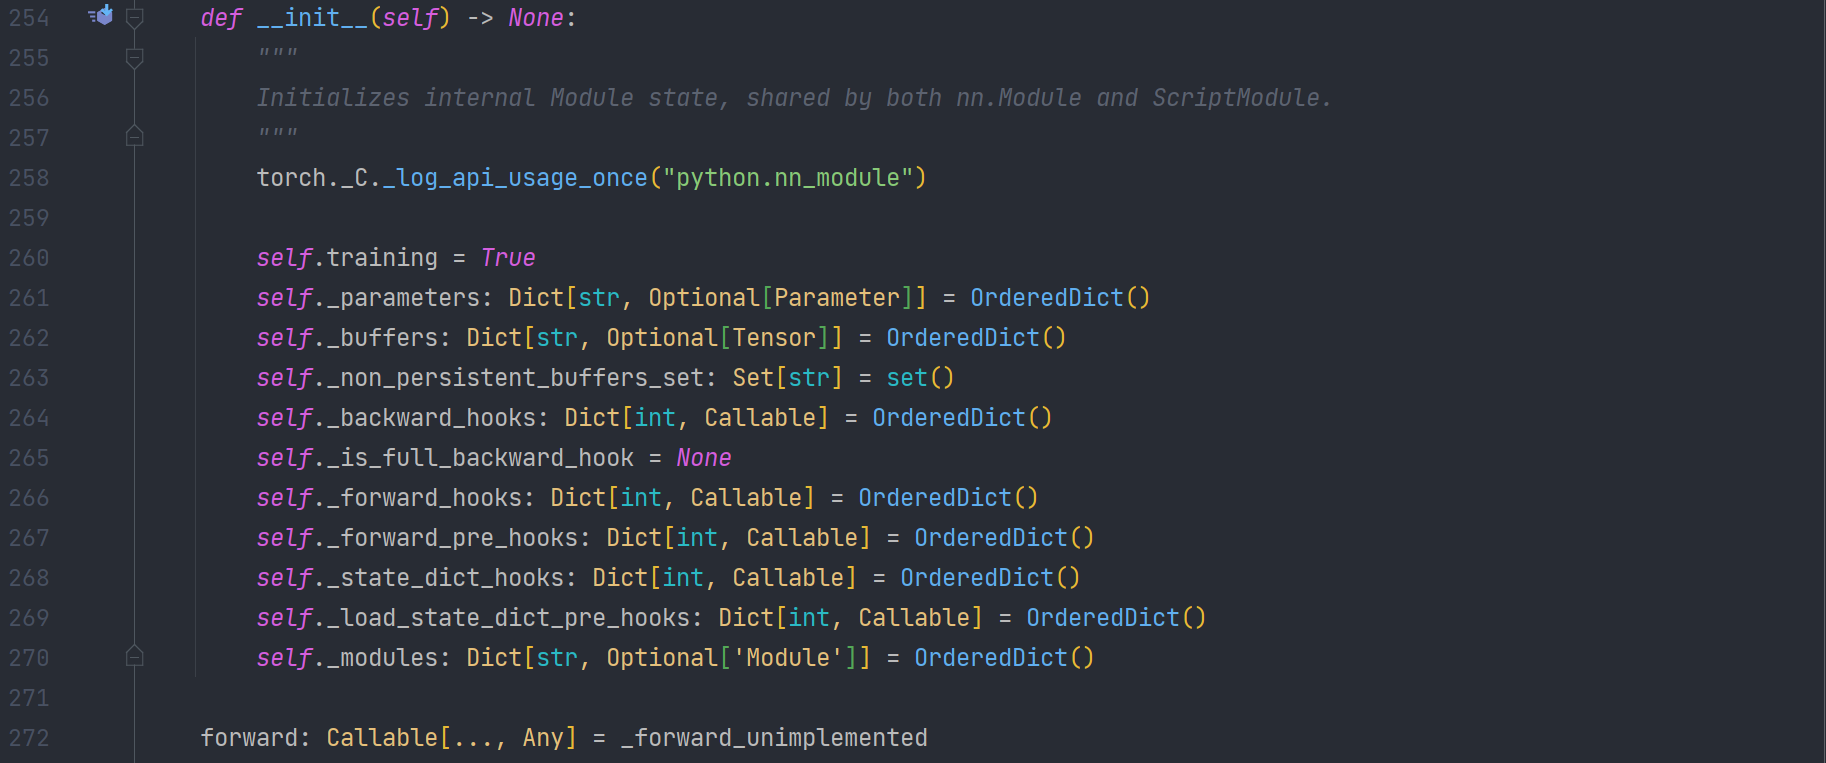 254 def __init__(self) -> None:
255 """
256 Initializes internal Module state, shared by both nn.Module and ScriptModule.
257 """
258 torch._C._log_api_usage_once("python.nn_module")
259
260 self.training = True
261 self._parameters: Dict[str, Optional[Parameter]] = OrderedDict()
262 self._buffers: Dict[str, Optional[Tensor]] = OrderedDict()
263 self._non_persistent_buffers_set: Set[str] = set()
264 self._backward_hooks: Dict[int, Callable] = OrderedDict()
265 self._is_full_backward_hook = None
266 self._forward_hooks: Dict[int, Callable] = OrderedDict()
267 self._forward_pre_hooks: Dict[int, Callable] = OrderedDict()
268 self._state_dict_hooks: Dict[int, Callable] = OrderedDict()
269 self._load_state_dict_pre_hooks: Dict[int, Callable] = OrderedDict()
270 self._modules: Dict[str, Optional['Module']] = OrderedDict()
271
272 forward: Callable[..., Any] = _forward_unimplemented